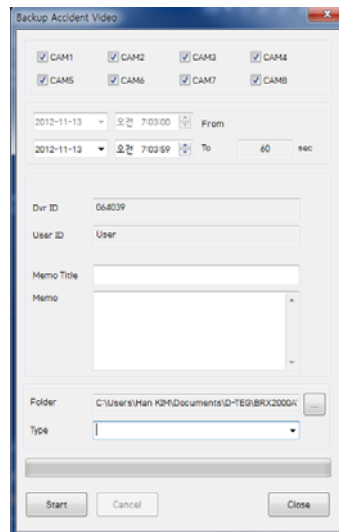 Backup Accident Video
CAM1 CAM2 CAM3 CAM4
CAM5 CAM6 CAM7 CAM8
2012-11-13 오전 7:03:00 From
2012-11-13 오전 7:03:59 To 60 sec
Dvr ID 064039
User ID User
Memo Title
Memo
Folder C:\Users\Han KIM\Documents\D-TEG\BRX2000A
...
Type
Start Cancel Close